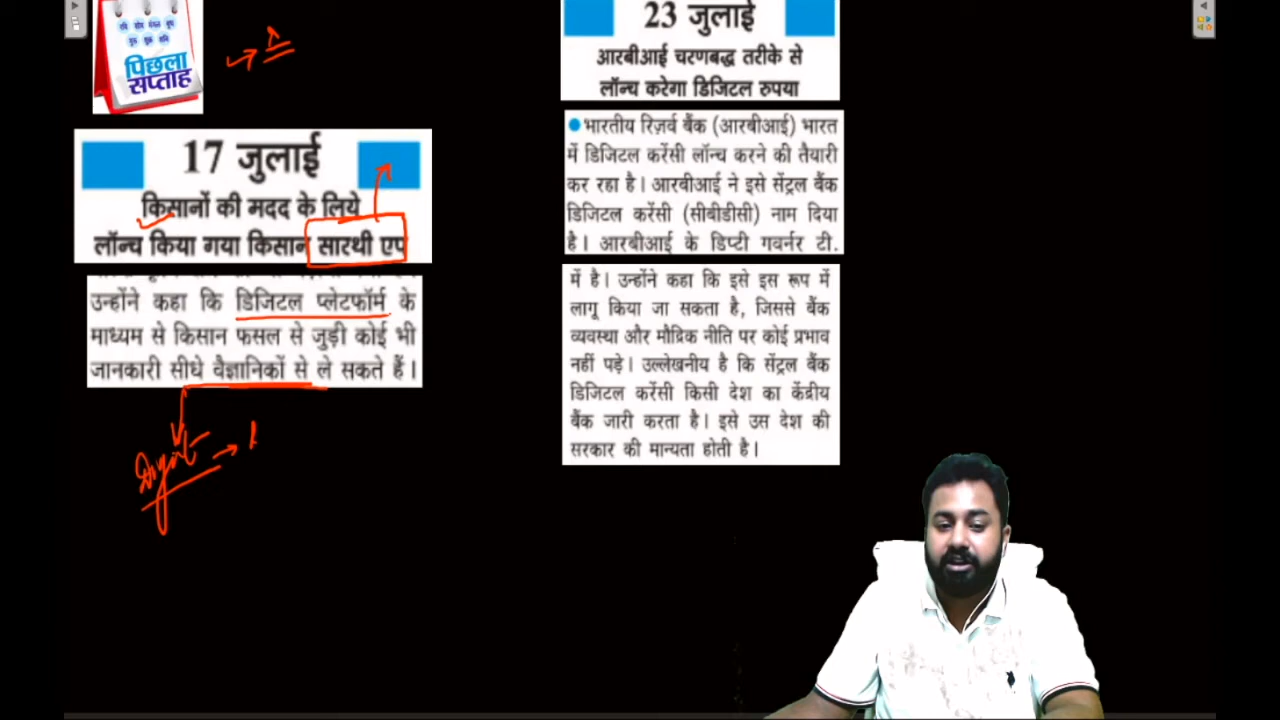 पिछला
सप्ताह
17 जुलाई
किसानों की मदद के लिये
लॉन्च किया गया किसान सारथी एप
उन्होंने कहा कि डिजिटल प्लेटफॉर्म के
माध्यम से किसान फसल से जुड़ी कोई भी
जानकारी सीधे वैज्ञानिकों से ले सकते हैं।
23 जुलाई
आरबीआई चरणबद्ध तरीके से
लॉन्च करेगा डिजिटल रुपया
भारतीय रिज़र्व बैंक (आरबीआई) भारत
में डिजिटल करेंसी लॉन्च करने की तैयारी
कर रहा है। आरबीआई ने इसे सेंट्रल बैंक
डिजिटल करेंसी (सीबीडीसी) नाम दिया
है। आरबीआई के डिप्टी गवर्नर टी.
में है। उन्होंने कहा कि इसे इस रूप में
लागू किया जा सकता है, जिससे बैंक
व्यवस्था और मौद्रिक नीति पर कोई प्रभाव
नहीं पड़े। उल्लेखनीय है कि सेंट्रल बैंक
डिजिटल करेंसी किसी देश का केंद्रीय
बैंक जारी करता है। इसे उस देश की
सरकार की मान्यता होती है।